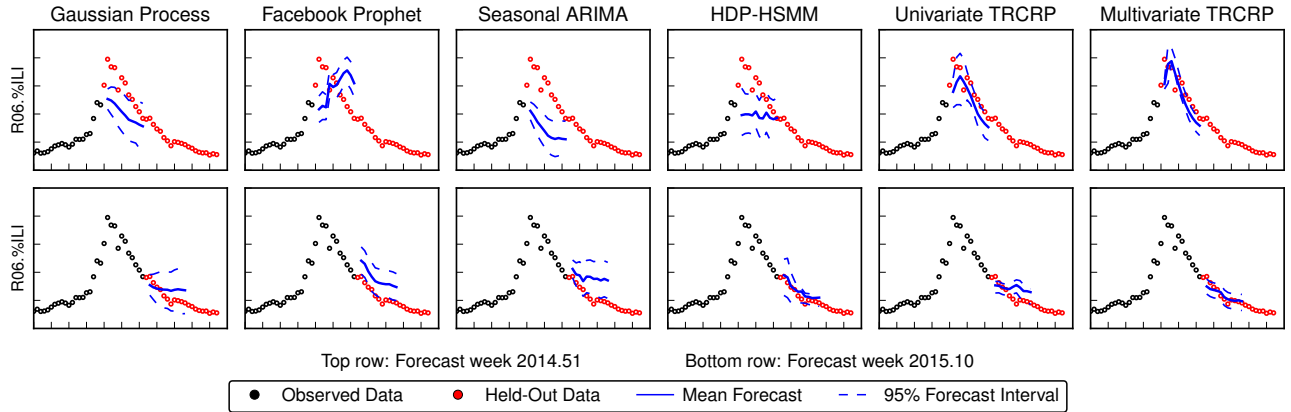 Gaussian Process Facebook Prophet Seasonal ARIMA HDP-HSMM Univariate TRCRP Multivariate TRCRP
R06.%ILI
R06.%ILI
Top row: Forecast week 2014.51 Bottom row: Forecast week 2015.10
Observed Data Held-Out Data Mean Forecast 95% Forecast Interval